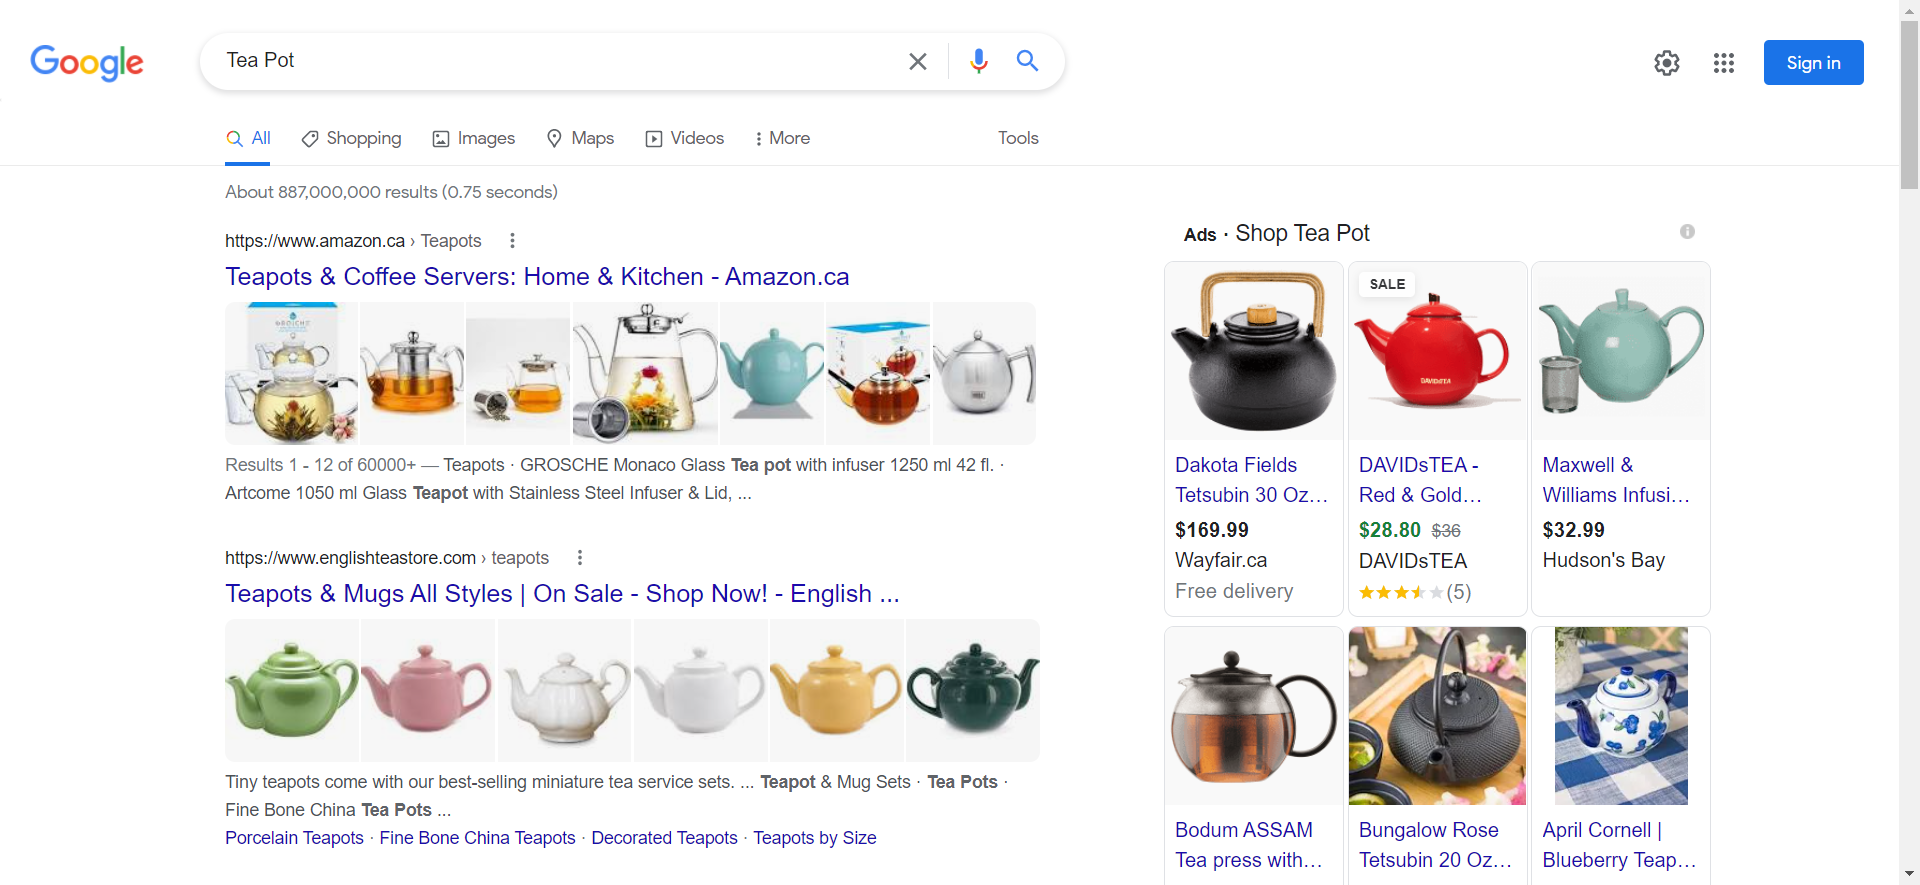 Google
Tea Pot
Sign in
All
Shopping
Images
Maps
Videos
More
Tools
About 887,000,000 results (0.75 seconds)
https://www.amazon.ca › Teapots
Teapots & Coffee Servers: Home & Kitchen - Amazon.ca
GROSCHE
Results 1 - 12 of 60000+ — Teapots · GROSCHE Monaco Glass Tea pot with infuser 1250 ml 42 fl. ·
Artcome 1050 ml Glass Teapot with Stainless Steel Infuser & Lid, ...
https://www.englishteastore.com › teapots
Teapots & Mugs All Styles | On Sale - Shop Now! - English ...
Tiny teapots come with our best-selling miniature tea service sets. ... Teapot & Mug Sets · Tea Pots ·
Fine Bone China Tea Pots ...
Porcelain Teapots · Fine Bone China Teapots · Decorated Teapots · Teapots by Size
Ads · Shop Tea Pot
Dakota Fields
Tetsubin 30 Oz...
$169.99
Wayfair.ca
Free delivery
SALE
DAVIDsTEA
DAVIDsTEA -
Red & Gold...
$28.80 $36
DAVIDsTEA
(5)
Maxwell &
Williams Infusi...
$32.99
Hudson's Bay
Bodum ASSAM
Tea press with...
Bungalow Rose
Tetsubin 20 Oz...
April Cornell |
Blueberry Teap...